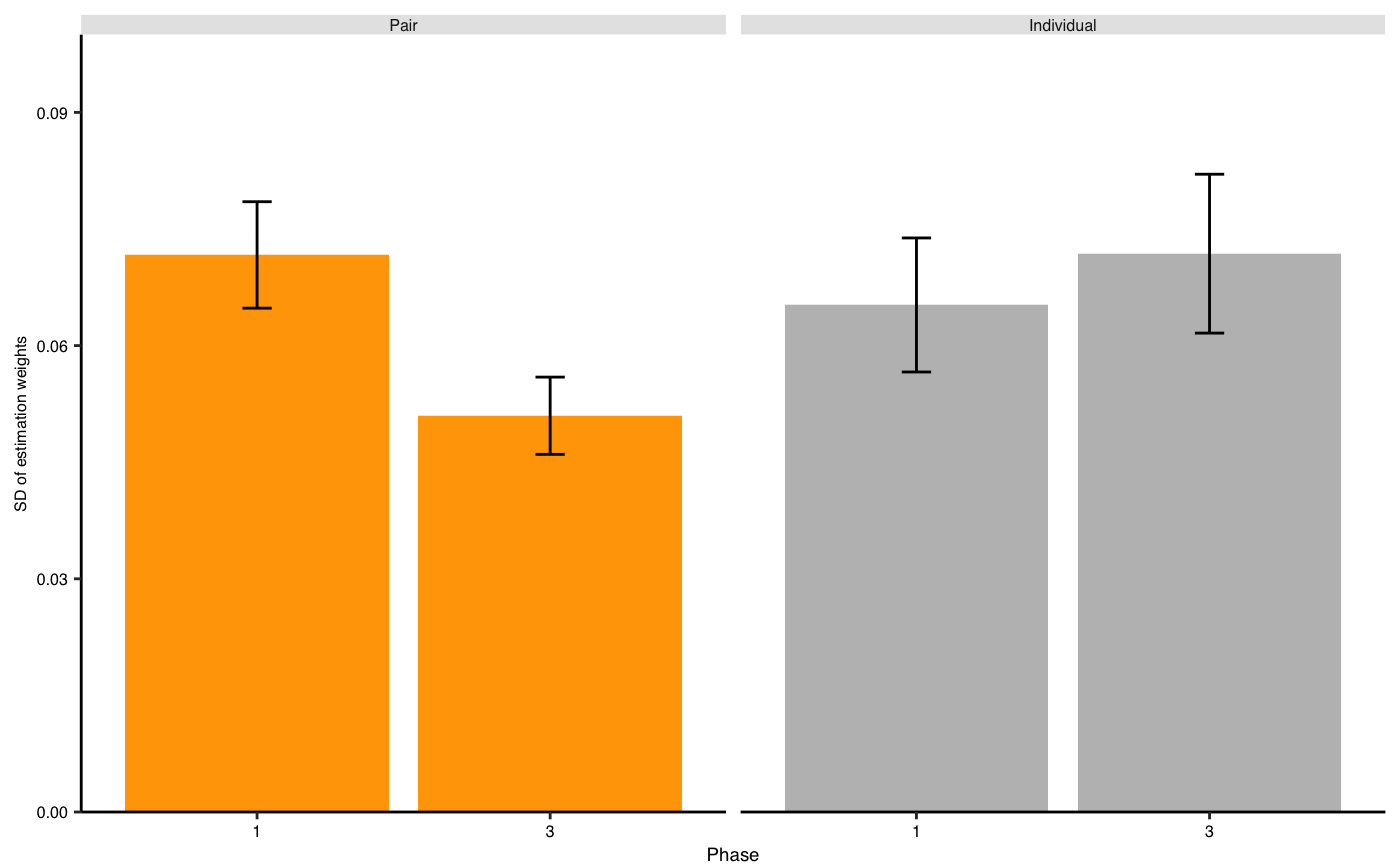 Pair
Individual
SD of estimation weights
0.09
0.06
0.03
0.00
1
3
1
3
Phase